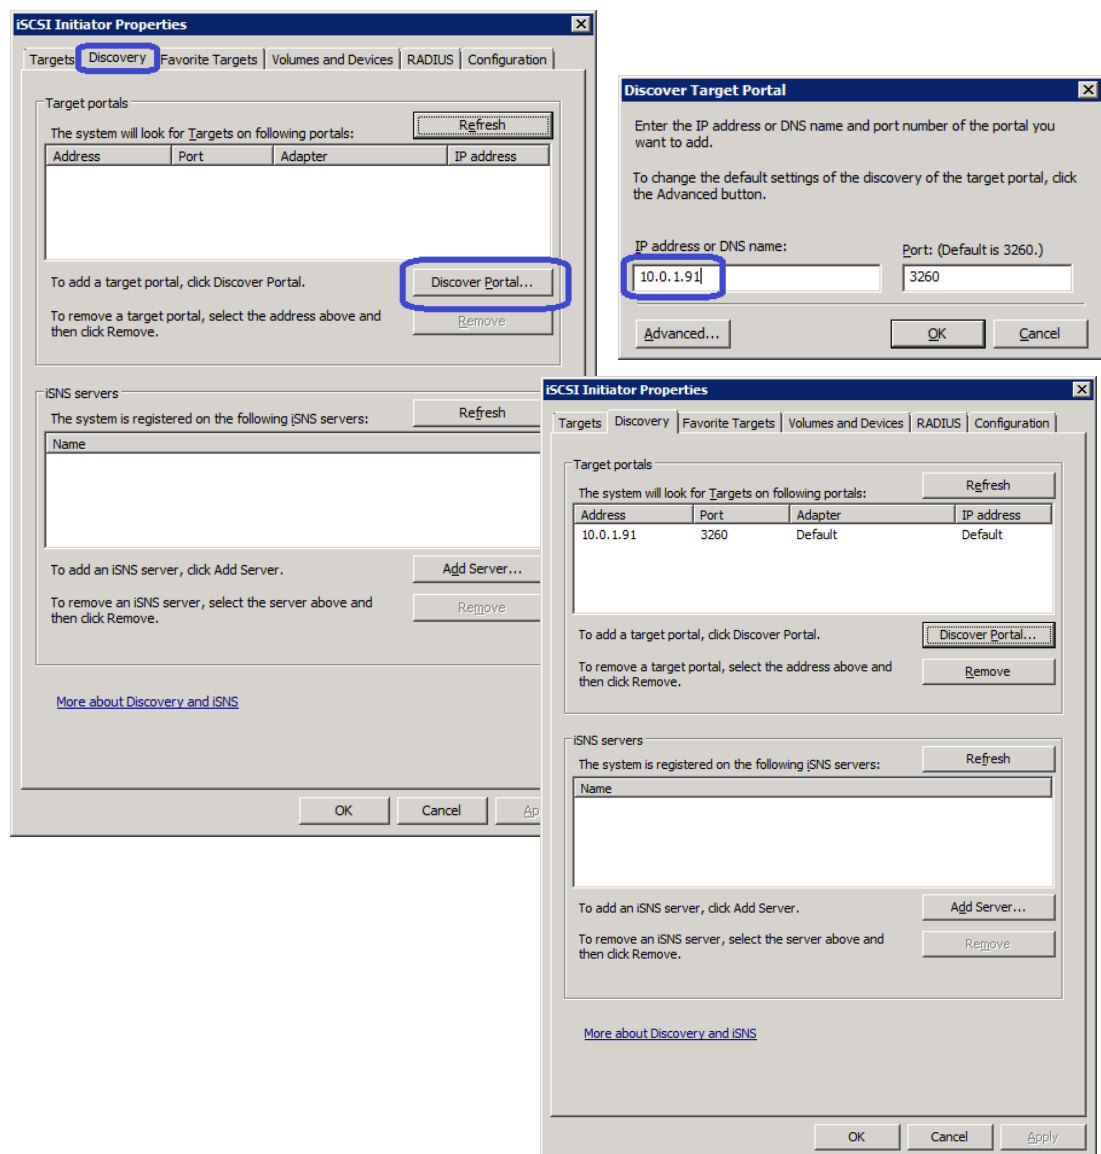 iSCSI Initiator Properties
Targets Discovery Favorite Targets Volumes and Devices RADIUS Configuration
Target portals
The system will look for Targets on following portals: Refresh
Address Port Adapter IP address
To add a target portal, click Discover Portal. Discover Portal...
To remove a target portal, select the address above and
then click Remove.
Remove
iSNS servers
The system is registered on the following iSNS servers: Refresh
Name
To add an iSNS server, click Add Server. Add Server...
To remove an iSNS server, select the server above and
then click Remove.
Remove
More about Discovery and iSNS
OK Cancel Ap
Discover Target Portal
Enter the IP address or DNS name and port number of the portal you
want to add.
To change the default settings of the discovery of the target portal, click
the Advanced button.
IP address or DNS name: Port: (Default is 3260.)
10.0.1.91 3260
Advanced... OK Cancel
iSCSI Initiator Properties
Targets Discovery Favorite Targets Volumes and Devices RADIUS Configuration
Target portals
The system will look for Targets on following portals: Refresh
Address Port Adapter IP address
10.0.1.91 3260 Default Default
To add a target portal, click Discover Portal. Discover Portal...
To remove a target portal, select the address above and
then click Remove.
Remove
iSNS servers
The system is registered on the following iSNS servers: Refresh
Name
To add an iSNS server, click Add Server. Add Server...
To remove an iSNS server, select the server above and
then click Remove.
Remove
More about Discovery and iSNS
OK Cancel Apply